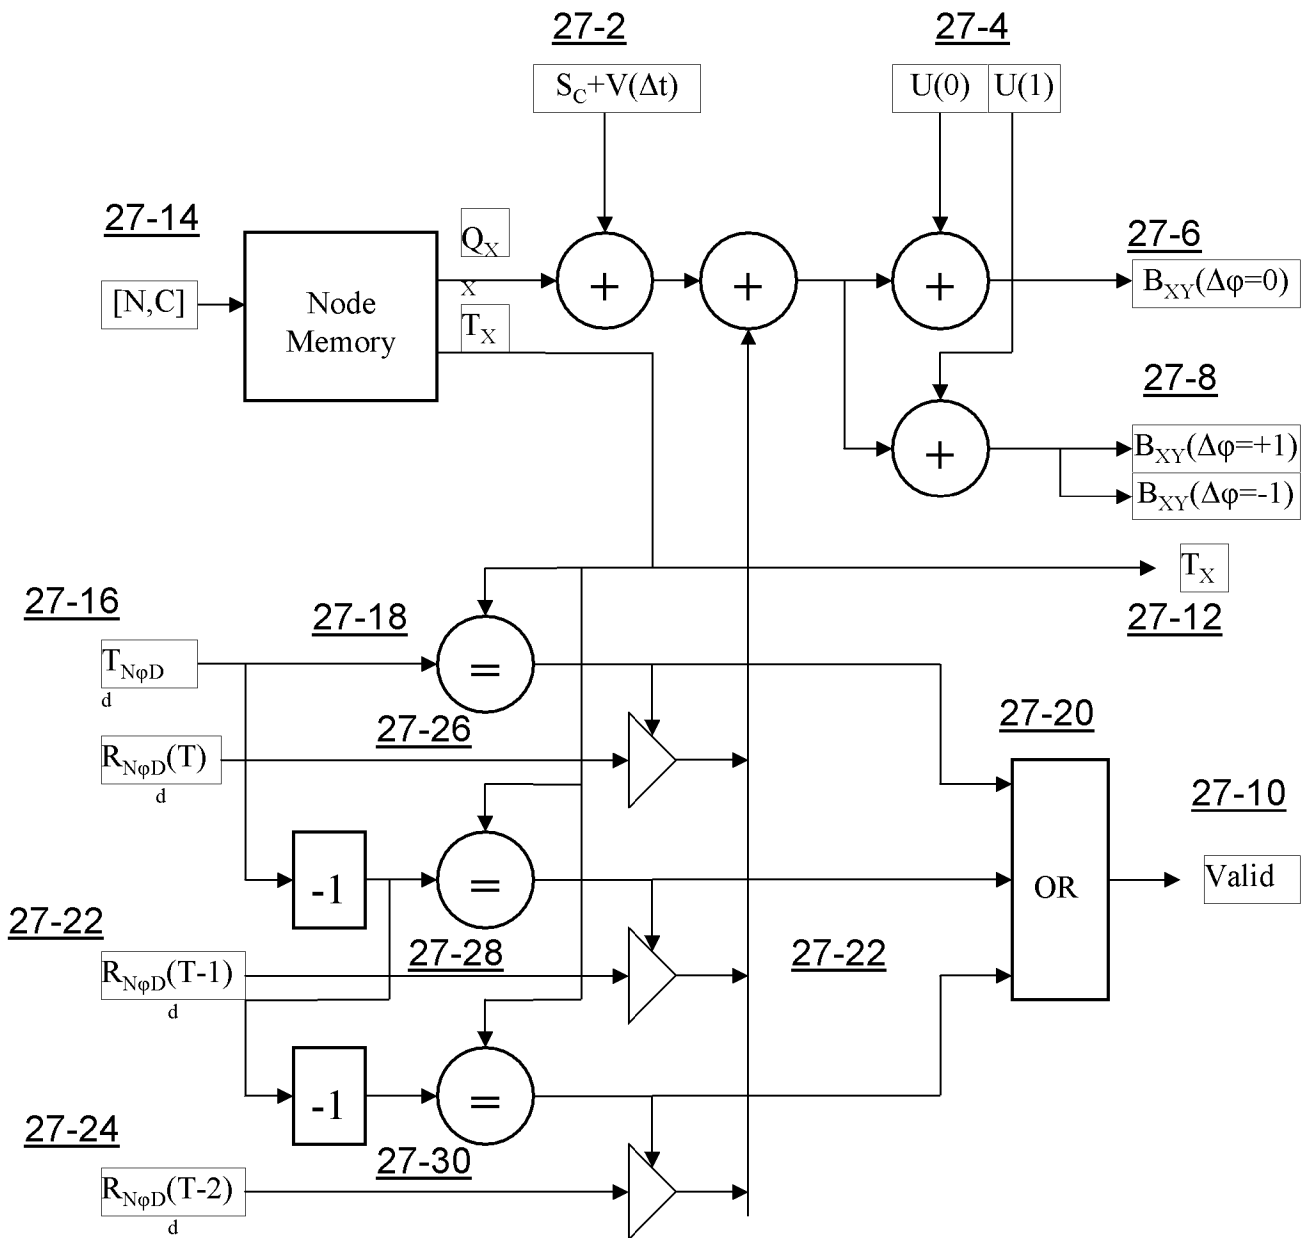 27-2
27-4
S_C+V(Δt)
U(0) U(1)
27-14
Q_X
X
27-6
[N,C]
Node
Memory
+
+
+
B_XY(Δφ=0)
T_X
27-8
+
B_XY(Δφ=+1)
B_XY(Δφ=-1)
T_X
27-16
27-18
27-12
T_NφD
d
=
27-26
27-20
R_NφD(T)
d
27-10
-1
=
OR
Valid
27-22
27-28
27-22
R_NφD(T-1)
d
-1
=
27-24
27-30
R_NφD(T-2)
d